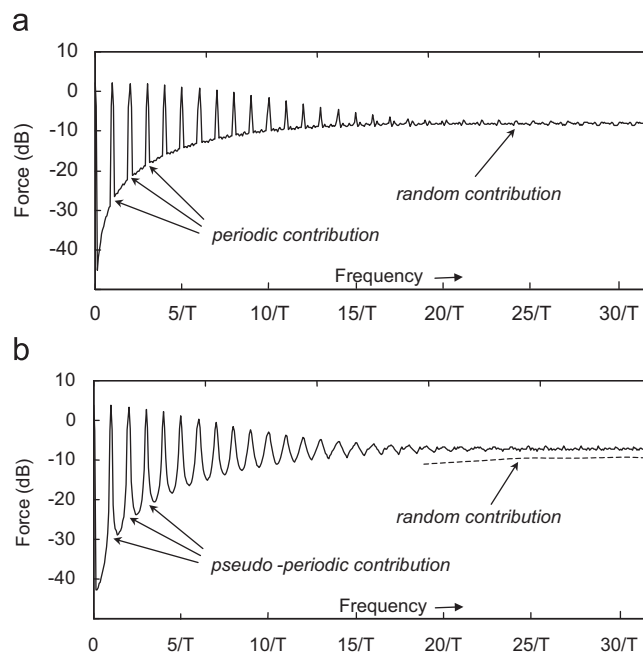 a
10
0
-10
-20
-30
-40
Force (dB)
random contribution
periodic contribution
Frequency
0 5/T 10/T 15/T 20/T 25/T 30/T
b
10
0
-10
-20
-30
-40
Force (dB)
random contribution
pseudo -periodic contribution
Frequency
0 5/T 10/T 15/T 20/T 25/T 30/T